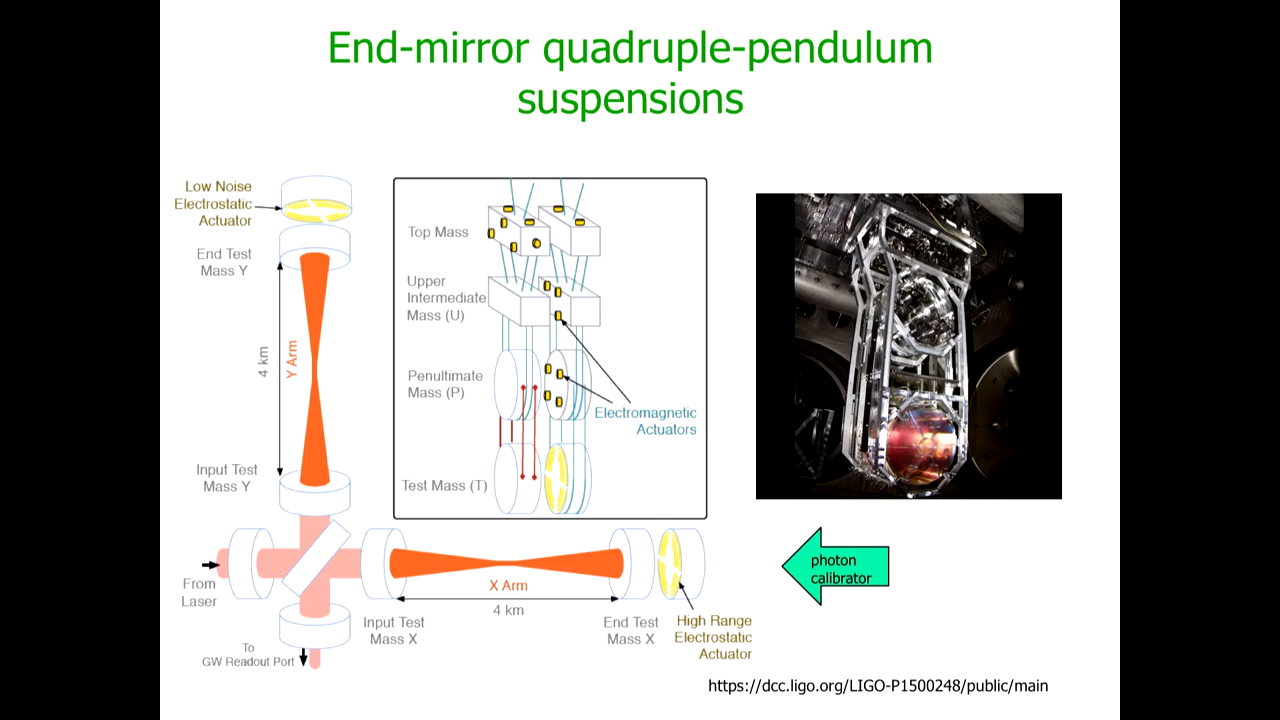 End-mirror quadruple-pendulum
suspensions
Low Noise
Electrostatic
Actuator
End Test
Mass Y
4 km
Y Arm
Input Test
Mass Y
From
Laser
To
GW Readout Port
Top Mass
Upper
Intermediate
Mass (U)
Penultimate
Mass (P)
Electromagnetic
Actuators
Test Mass (T)
X Arm
4 km
Input Test
Mass X
End Test
Mass X
High Range
Electrostatic
Actuator
photon
calibrator
https://dcc.ligo.org/LIGO-P1500248/public/main